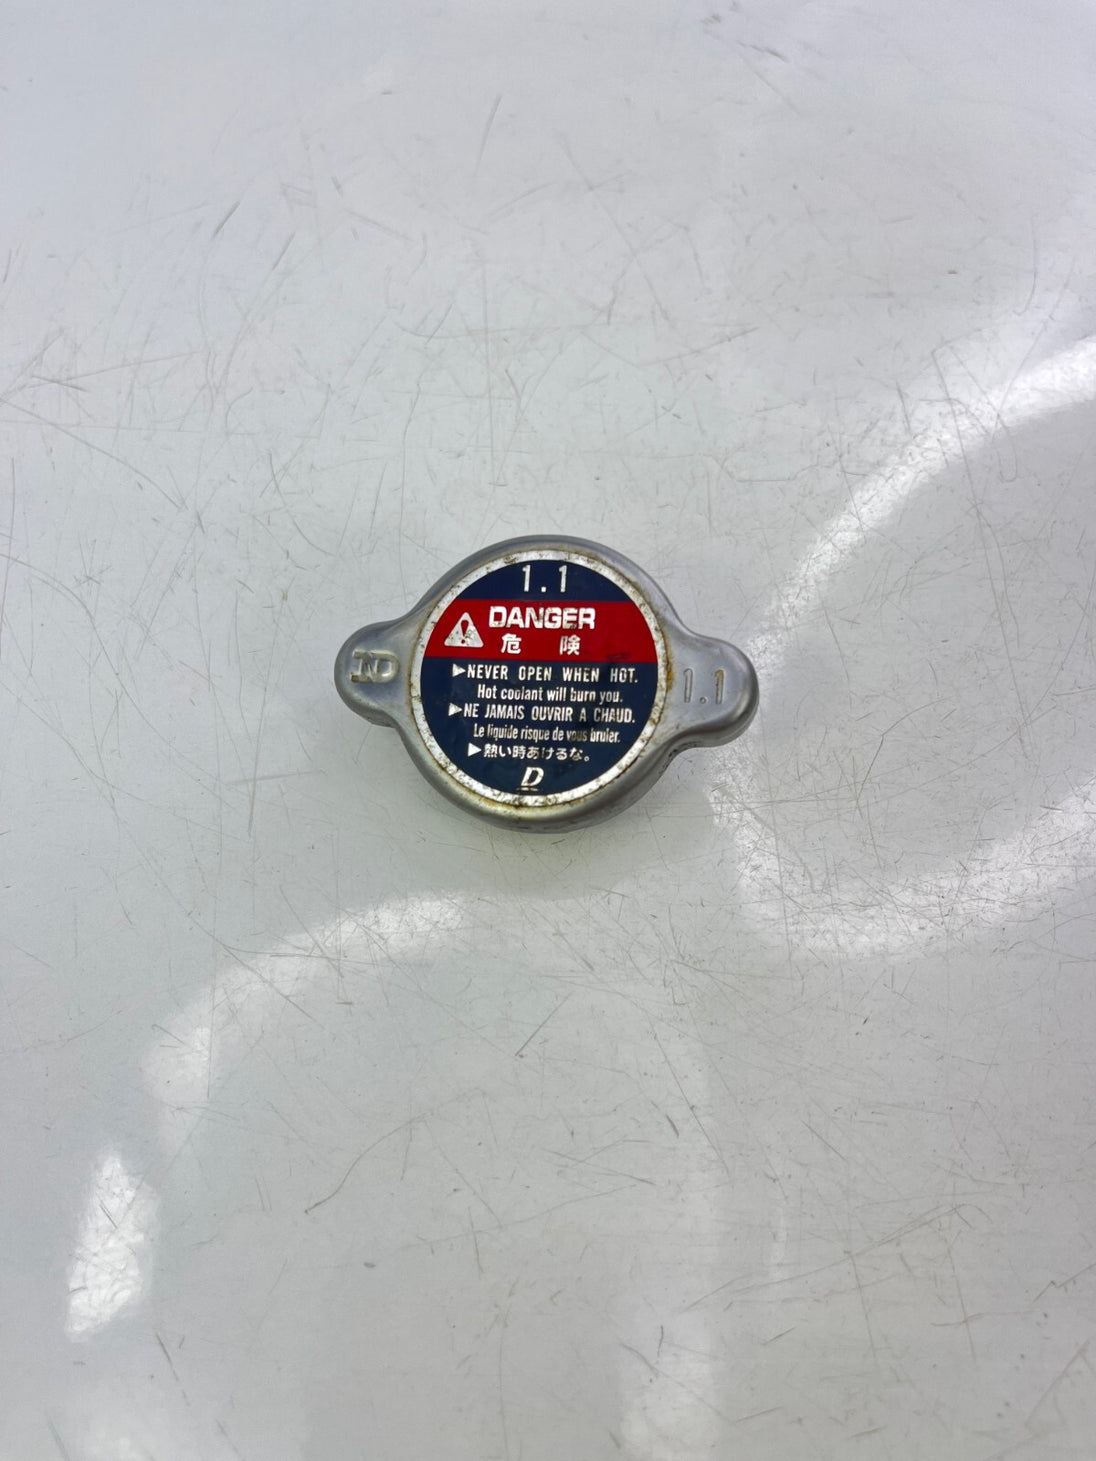 1.1
DANGER
危険
▶NEVER OPEN WHEN HOT.
Hot coolant will burn you.
▶NE JAMAIS OUVRIR A CHAUD.
Le liquide risque de vous bruler.
▶熱い時あけるな。
D
ND
1.1